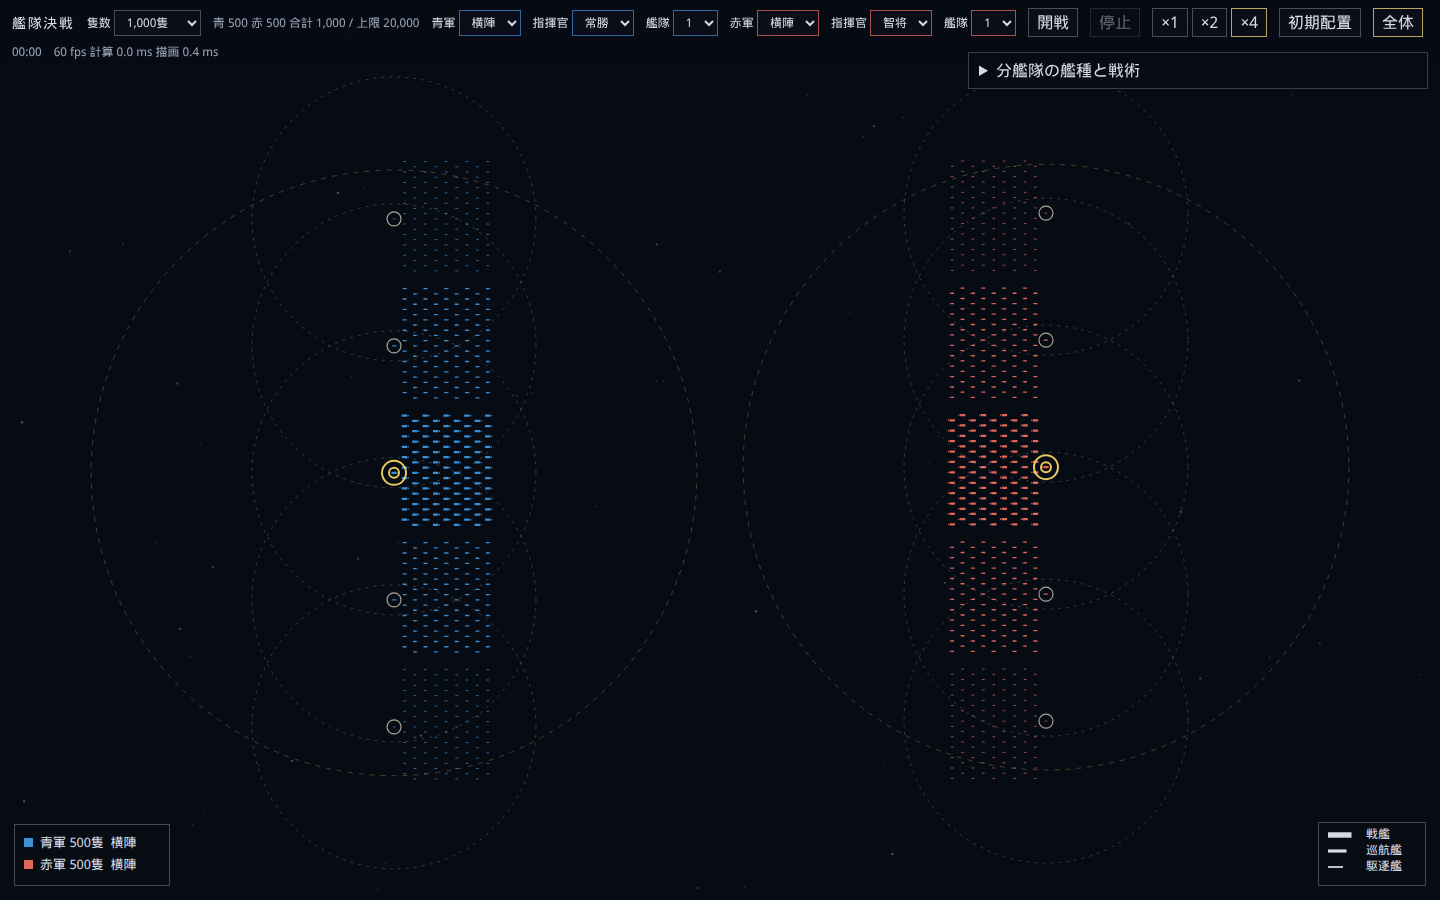 艦隊決戦 隻数 1,000隻 青 500 赤 500 合計 1,000 / 上限 20,000 青軍 横陣 指揮官 常勝 艦隊 1 赤軍 横陣 指揮官 智将 艦隊 1 開戦 停止 ×1 ×2 ×4 初期配置 全体
00:00 60 fps 計算 0.0 ms 描画 0.4 ms
▶ 分艦隊の艦種と戦術
青軍 500隻 横陣
赤軍 500隻 横陣
戦艦
巡航艦
駆逐艦